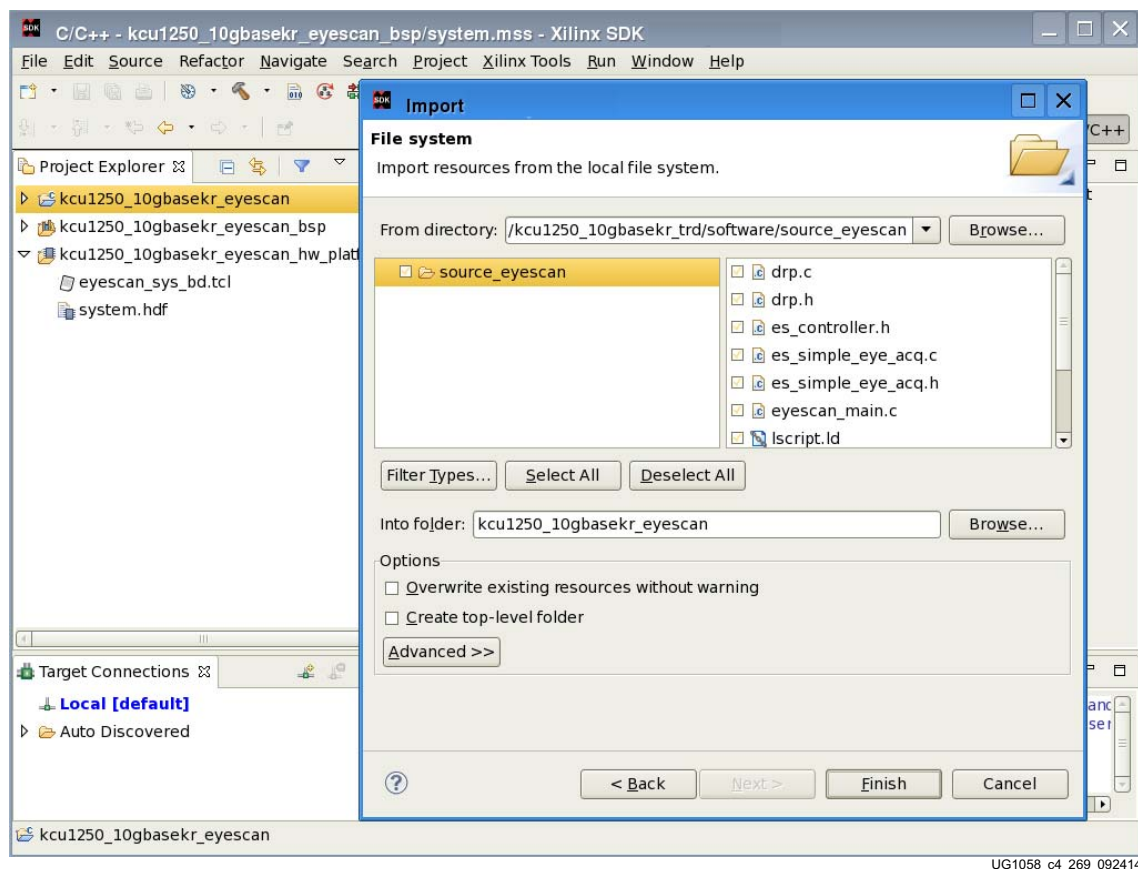 C/C++ - kcu1250_10gbasekr_eyescan_bsp/system.mss - Xilinx SDK
File Edit Source Refactor Navigate Search Project Xilinx Tools Run Window Help
SDK Import
C++
File system
Import resources from the local file system.
Project Explorer
kcu1250_10gbasekr_eyescan
kcu1250_10gbasekr_eyescan_bsp
kcu1250_10gbasekr_eyescan_hw_platf
eyescan_sys_bd.tcl
system.hdf
From directory: /kcu1250_10gbasekr_trd/software/source_eyescan Browse...
source_eyescan
drp.c
drp.h
es_controller.h
es_simple_eye_acq.c
es_simple_eye_acq.h
eyescan_main.c
lscript.ld
Filter Types... Select All Deselect All
Into folder: kcu1250_10gbasekr_eyescan Browse...
Options
Overwrite existing resources without warning
Create top-level folder
Advanced >>
Target Connections
Local [default]
Auto Discovered
< Back Next > Finish Cancel
kcu1250_10gbasekr_eyescan
UG1058_c4_269_092414